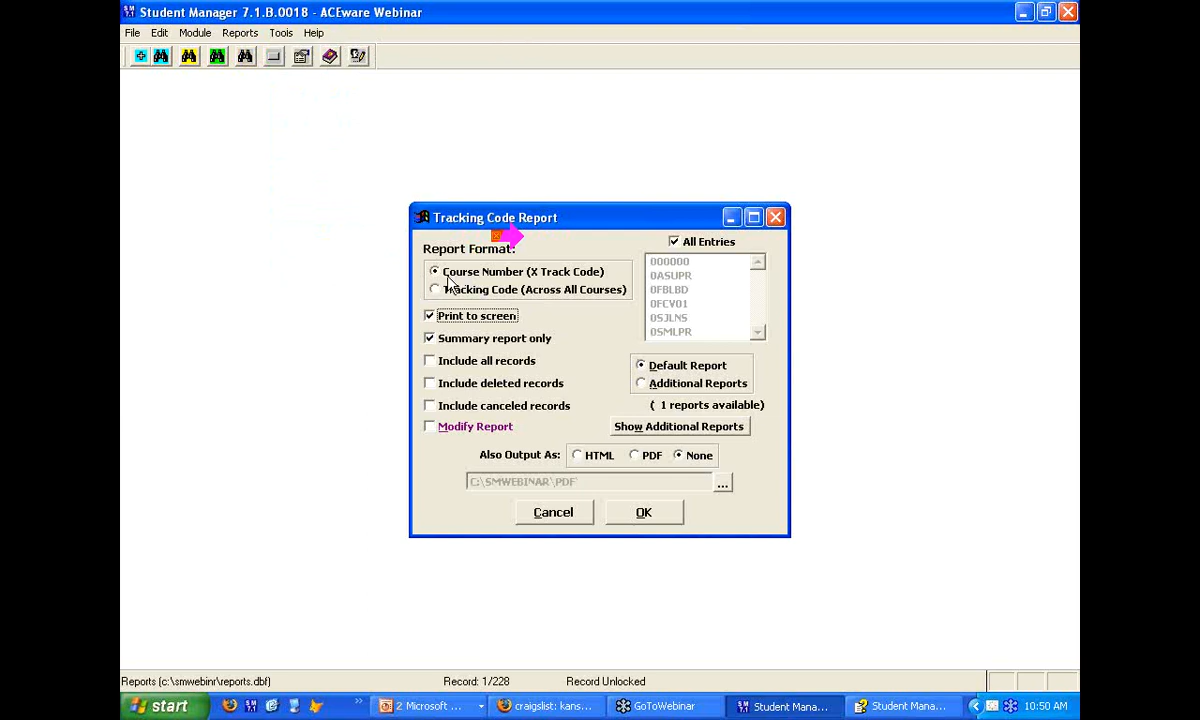 Student Manager 7.1.B.0018 - ACEware Webinar
File Edit Module Reports Tools Help
Tracking Code Report
Report Format:
All Entries
Course Number (X Track Code)
Tracking Code (Across All Courses)
000000
0ASUPR
0FBLBD
0FCV01
0SJLNS
0SMLPR
Print to screen
Summary report only
Include all records
Include deleted records
Include canceled records
Modify Report
Default Report
Additional Reports
( 1 reports available)
Show Additional Reports
Also Output As: HTML PDF None
C:\SMWEBINAR\PDF
...
Cancel OK
Reports (c:\smwebinr\reports.dbf) Record: 1/228 Record Unlocked
start 2 Microsoft ... craigslist: kans... GoToWebinar Student Mana... Student Mana... 10:50 AM